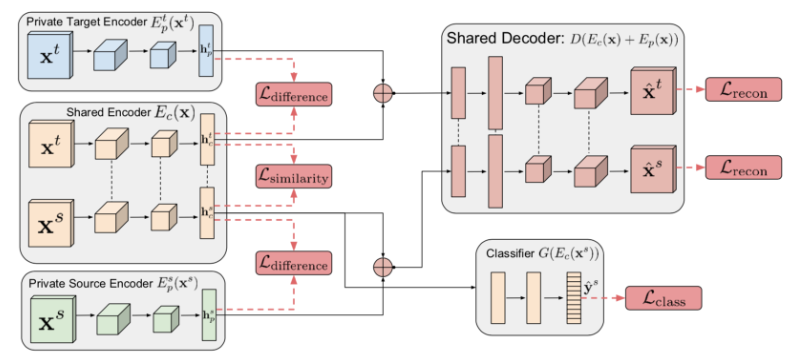 Private Target Encoder $E_p^t(\mathbf{x}^t)$
$\mathbf{x}^t$
$\mathbf{h}_p^t$
$\mathcal{L}_{\text{difference}}$
Shared Encoder $E_c(\mathbf{x})$
$\mathbf{x}^t$
$\mathbf{h}_c^t$
$\mathcal{L}_{\text{similarity}}$
$\mathbf{x}^s$
$\mathbf{h}_c^s$
$\mathcal{L}_{\text{difference}}$
Private Source Encoder $E_p^s(\mathbf{x}^s)$
$\mathbf{x}^s$
$\mathbf{h}_p^s$
Shared Decoder: $D(E_c(\mathbf{x}) + E_p(\mathbf{x}))$
$\hat{\mathbf{x}}^t$
$\mathcal{L}_{\text{recon}}$
$\hat{\mathbf{x}}^s$
$\mathcal{L}_{\text{recon}}$
Classifier $G(E_c(\mathbf{x}^s))$
$\hat{\mathbf{y}}^s$
$\mathcal{L}_{\text{class}}$